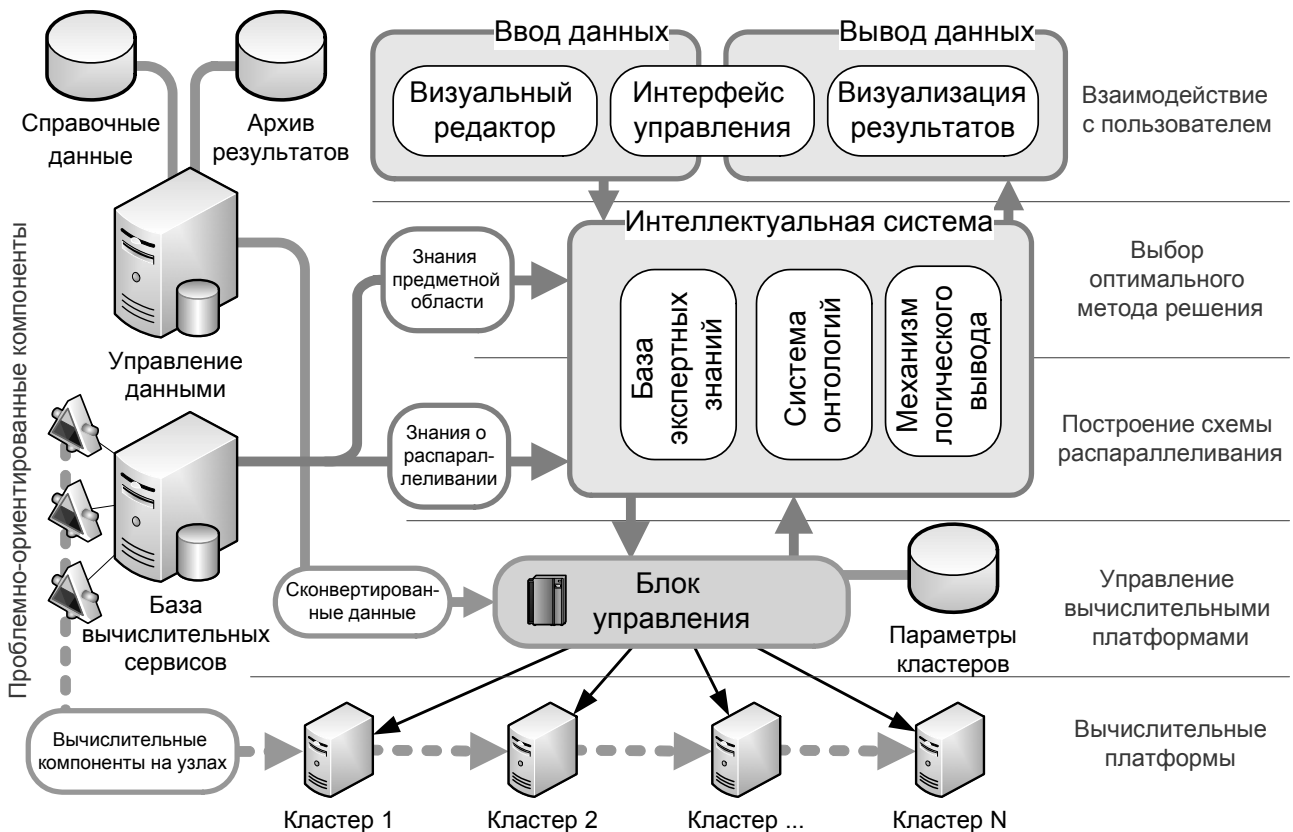 Ввод данных
Вывод данных
Визуальный
редактор
Интерфейс
управления
Визуализация
результатов
Взаимодействие
с пользователем
Справочные
данные
Архив
результатов
Проблемно-ориентированные компоненты
Управление
данными
Знания
предметной
области
Интеллектуальная система
База
экспертных
знаний
Система
онтологий
Механизм
логического
вывода
Выбор
оптимального
метода решения
Знания о
распарал-
леливании
Построение схемы
распараллеливания
База
вычислительных
сервисов
Сконвертирован-
ные данные
Блок
управления
Параметры
кластеров
Управление
вычислительными
платформами
Вычислительные
компоненты на узлах
Кластер 1
Кластер 2
Кластер ...
Кластер N
Вычислительные
платформы